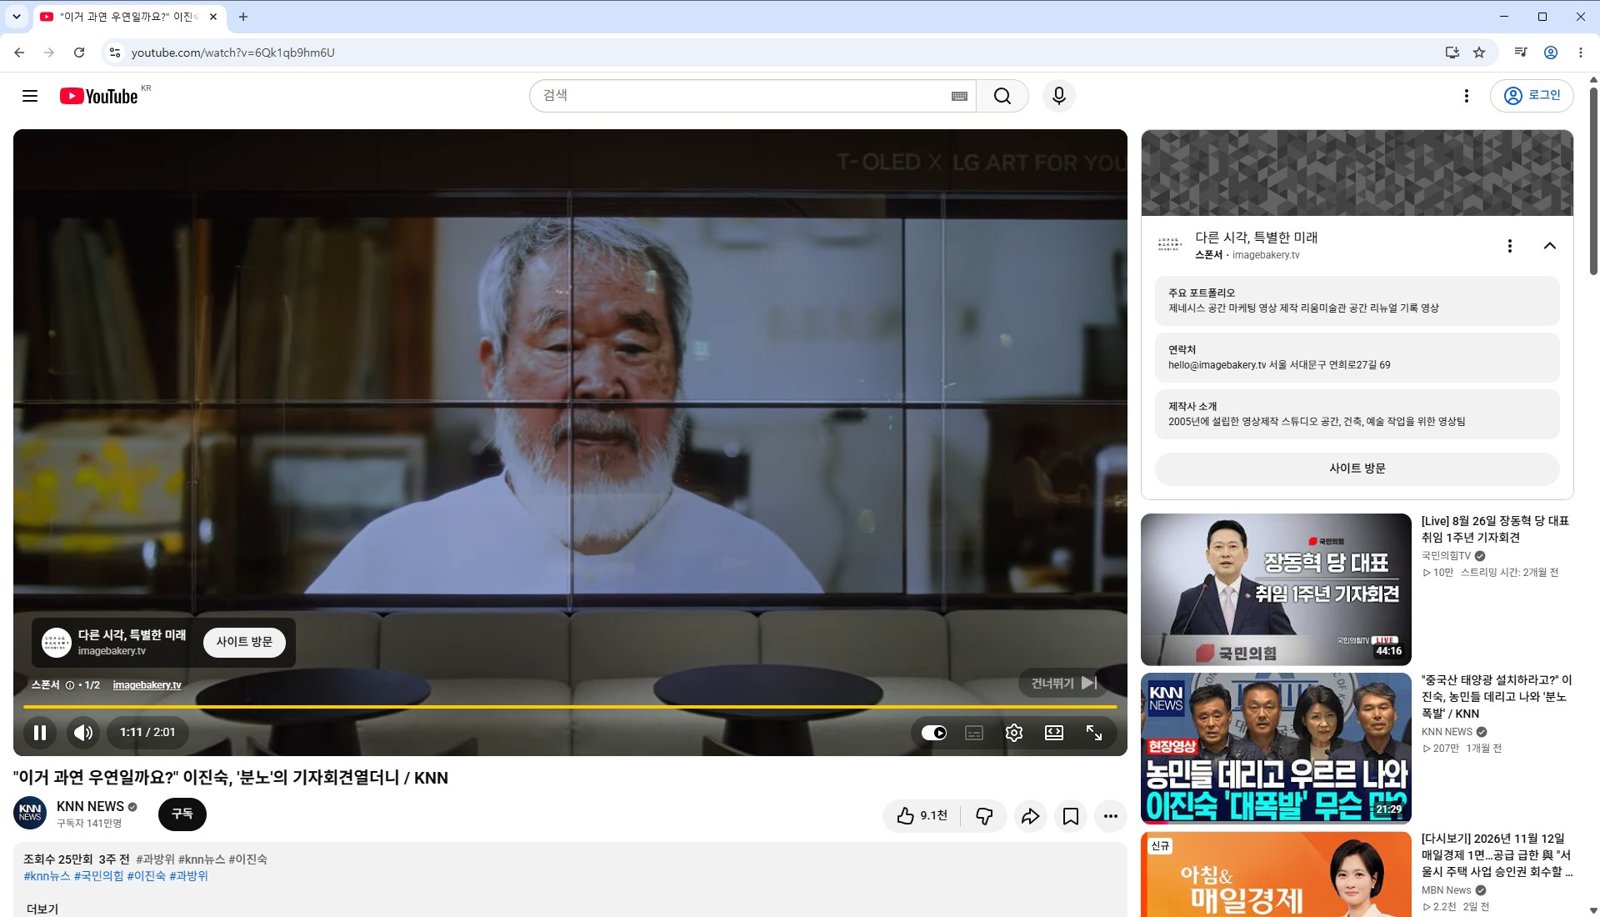 "이거 과연 우연일까요?" 이진숙
youtube.com/watch?v=6Qk1qb9hm6U
YouTube KR
검색
로그인
T-OLED X LG ART FOR YOU
다른 시각, 특별한 미래
imagebakery.tv
사이트 방문
스폰서 · 1/2 imagebakery.tv
건너뛰기
1:11 / 2:01
"이거 과연 우연일까요?" 이진숙, '분노'의 기자회견열더니 / KNN
KNN NEWS
KNN NEWS
구독자 141만명
구독
9.1천
조회수 25만회 3주 전 #과방위 #knn뉴스 #이진숙
#knn뉴스 #국민의힘 #이진숙 #과방위
더보기
다른 시각, 특별한 미래
스폰서 · imagebakery.tv
주요 포트폴리오
제네시스 공간 마케팅 영상 제작 리움미술관 공간 리뉴얼 기록 영상
연락처
hello@imagebakery.tv 서울 서대문구 연희로27길 69
제작사 소개
2005년에 설립한 영상제작 스튜디오 공간, 건축, 예술 작업을 위한 영상팀
사이트 방문
국민의힘
장동혁 당 대표
취임 1주년 기자회견
국민의힘TV LIVE
국민의힘
44:16
[Live] 8월 26일 장동혁 당 대표
취임 1주년 기자회견
국민의힘TV
10만 스트리밍 시간: 2개월 전
KNN
NEWS
현장영상
농민들 데리고 우르르 나와
이진숙 '대폭발' 무슨 말?
21:29
"중국산 태양광 설치하라고?" 이
진숙, 농민들 데리고 나와 '분노
폭발' / KNN
KNN NEWS
207만 1개월 전
신규
아침&
매일경제
[다시보기] 2026년 11월 12일
매일경제 1면...공급 급한 與 "서
울시 주택 사업 승인권 회수할 ...
MBN News
2.2천 2일 전